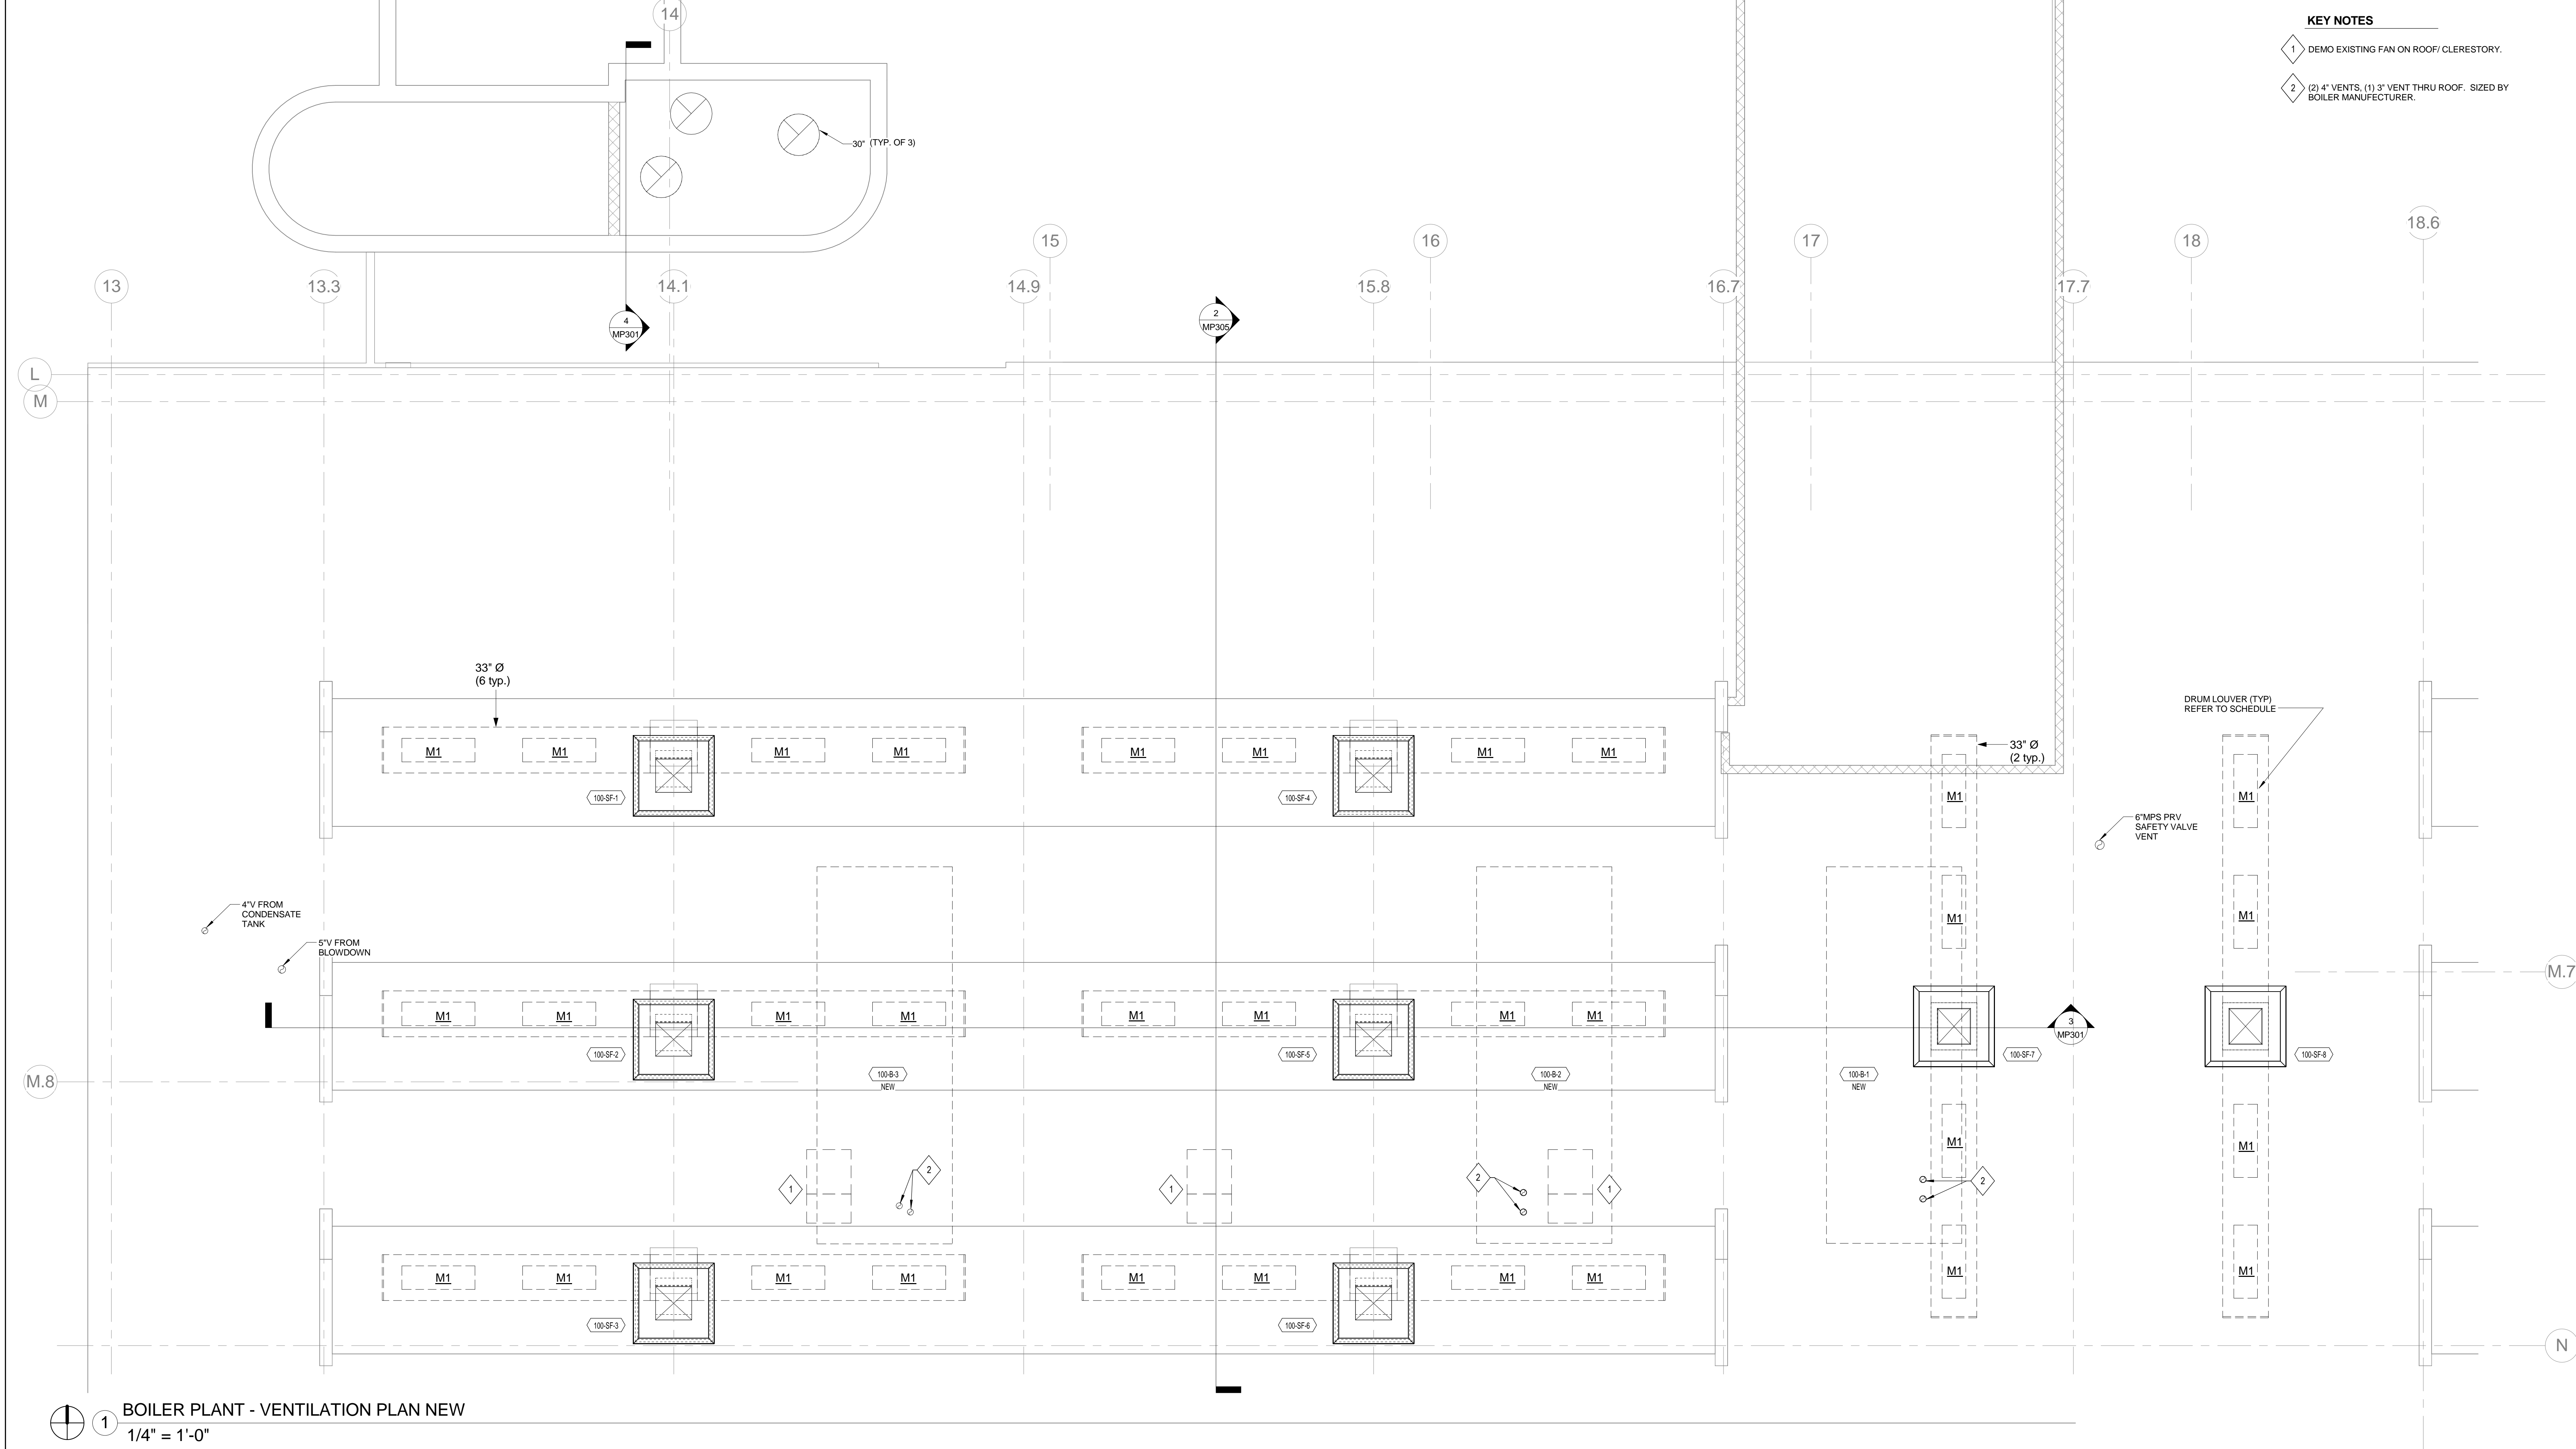 KEY NOTES
1 DEMO EXISTING FAN ON ROOF/ CLERESTORY.
2 (2) 4" VENTS, (1) 3" VENT THRU ROOF. SIZED BY
BOILER MANUFACTURER.
14
30" (TYP. OF 3)
15
16
17
18
18.6
13
13.3
14.1
14.9
15.8
16.7
17.7
4
MP301
2
MP305
L
M
33" Ø
(6 typ.)
M1
M1
M1
M1
M1
M1
M1
M1
100-SF-1
100-SF-4
33" Ø
(2 typ.)
DRUM LOUVER (TYP)
REFER TO SCHEDULE
M1
M1
6"MPS PRV
SAFETY VALVE
VENT
4"V FROM
CONDENSATE
TANK
5"V FROM
BLOWDOWN
M1
M1
M.7
M1
M1
M1
M1
M1
M1
M1
M1
3
MP301
100-SF-2
100-SF-5
100-SF-7
100-SF-8
M.8
100-B-3
NEW
100-B-2
NEW
100-B-1
NEW
M1
M1
1
2
1
2
1
2
M1
M1
M1
M1
M1
M1
M1
M1
M1
M1
100-SF-3
100-SF-6
N
1
BOILER PLANT - VENTILATION PLAN NEW
1/4" = 1'-0"